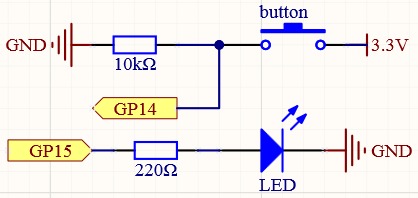 button
GND
3.3V
10kΩ
GP14
GP15
GND
220Ω
LED